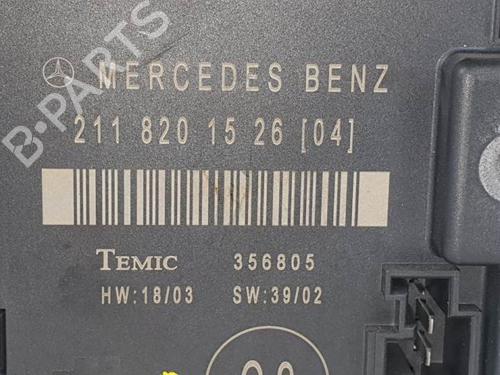 MERCEDES BENZ
211 820 15 26 [04]
TEMIC 356805
HW:18/03 SW:39/02
B-PARTS